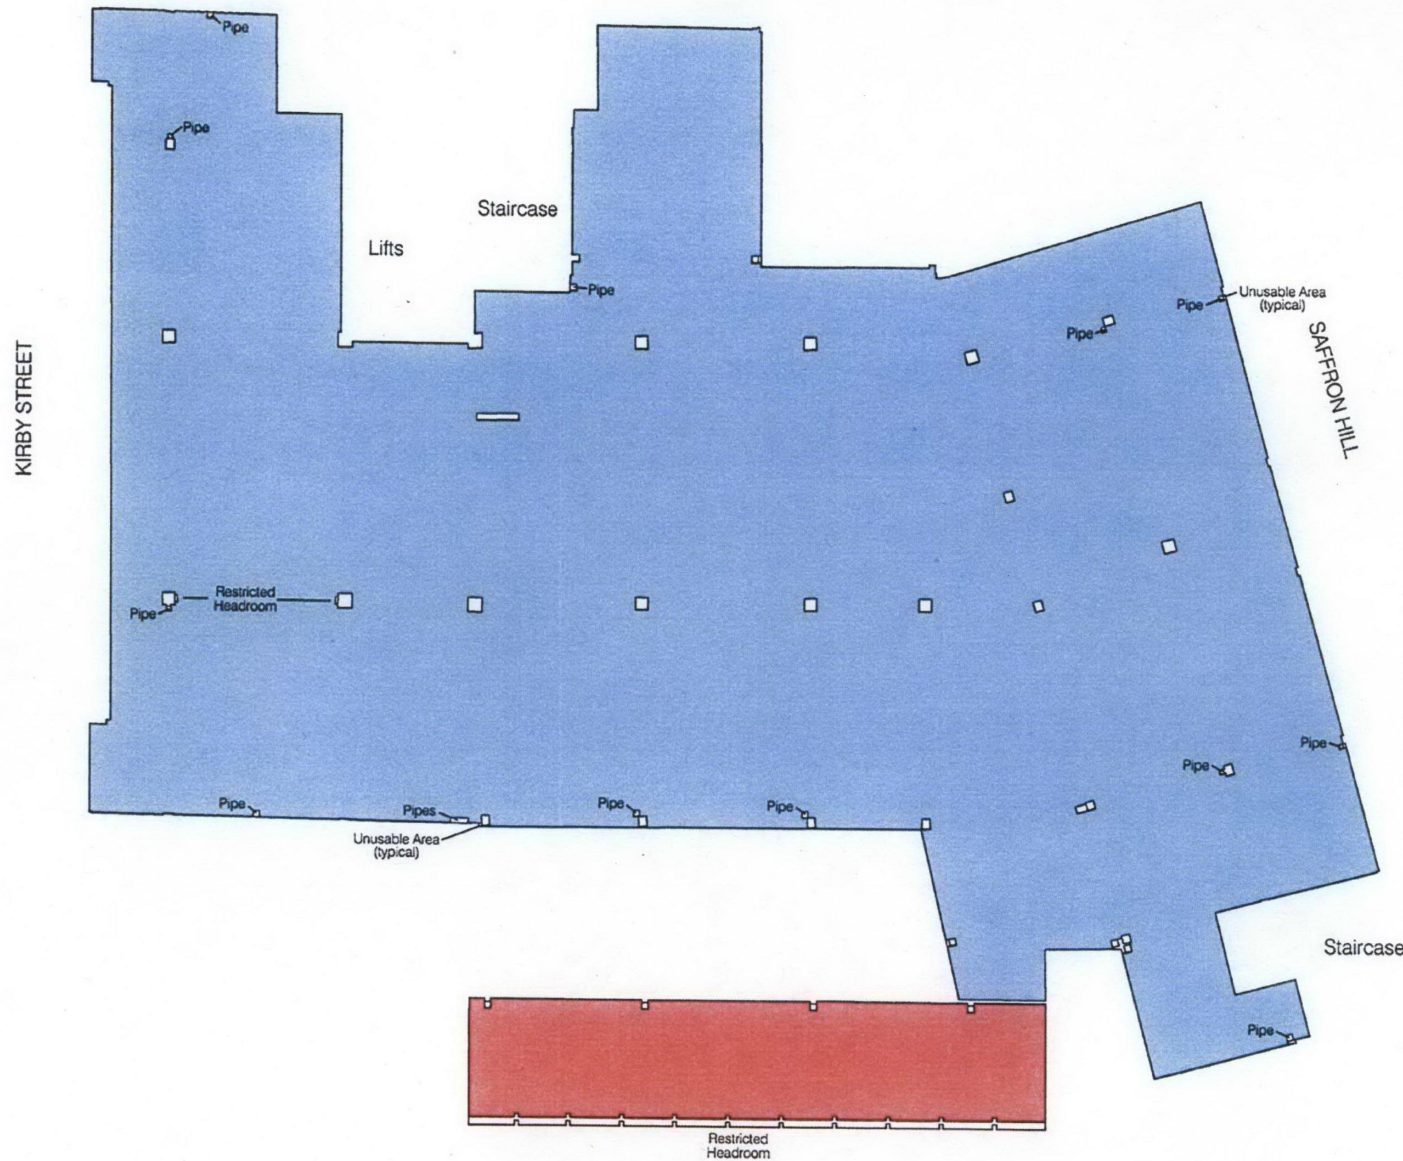 Pipe
Pipe
Staircase
Lifts
Pipe
Pipe
Unusable Area
(typical)
Pipe
KIRBY STREET
SAFFRON HILL
Restricted
Headroom
Pipe
Pipe
Pipe
Pipe
Pipes
Pipe
Pipe
Unusable Area
(typical)
Staircase
Pipe
Restricted
Headroom